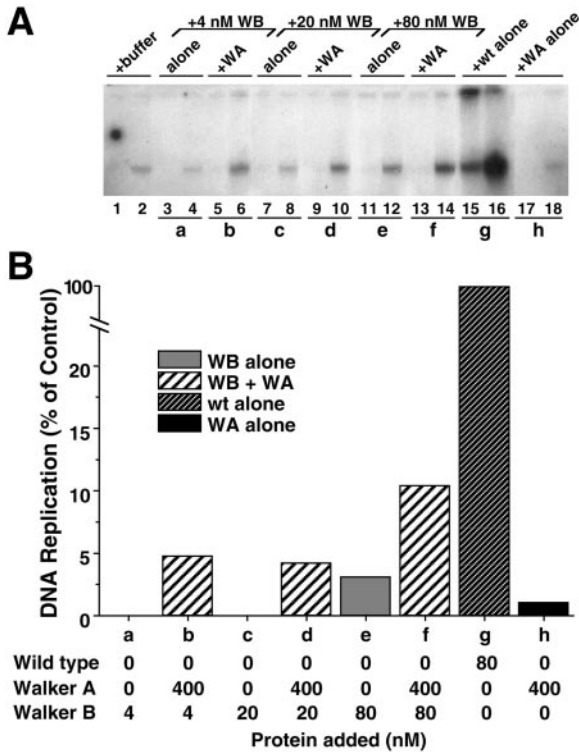 A
+4 nM WB +20 nM WB +80 nM WB
+buffer alone +WA alone +WA alone +WA +wt alone +WA alone
1 2 3 4 5 6 7 8 9 10 11 12 13 14 15 16 17 18
a b c d e f g h
B
DNA Replication (% of Control)
100
20
15
10
5
0
WB alone
WB + WA
wt alone
WA alone
a b c d e f g h
Wild type 0 0 0 0 0 0 80 0
Walker A 0 400 0 400 0 400 0 400
Walker B 4 4 20 20 80 80 0 0
Protein added (nM)